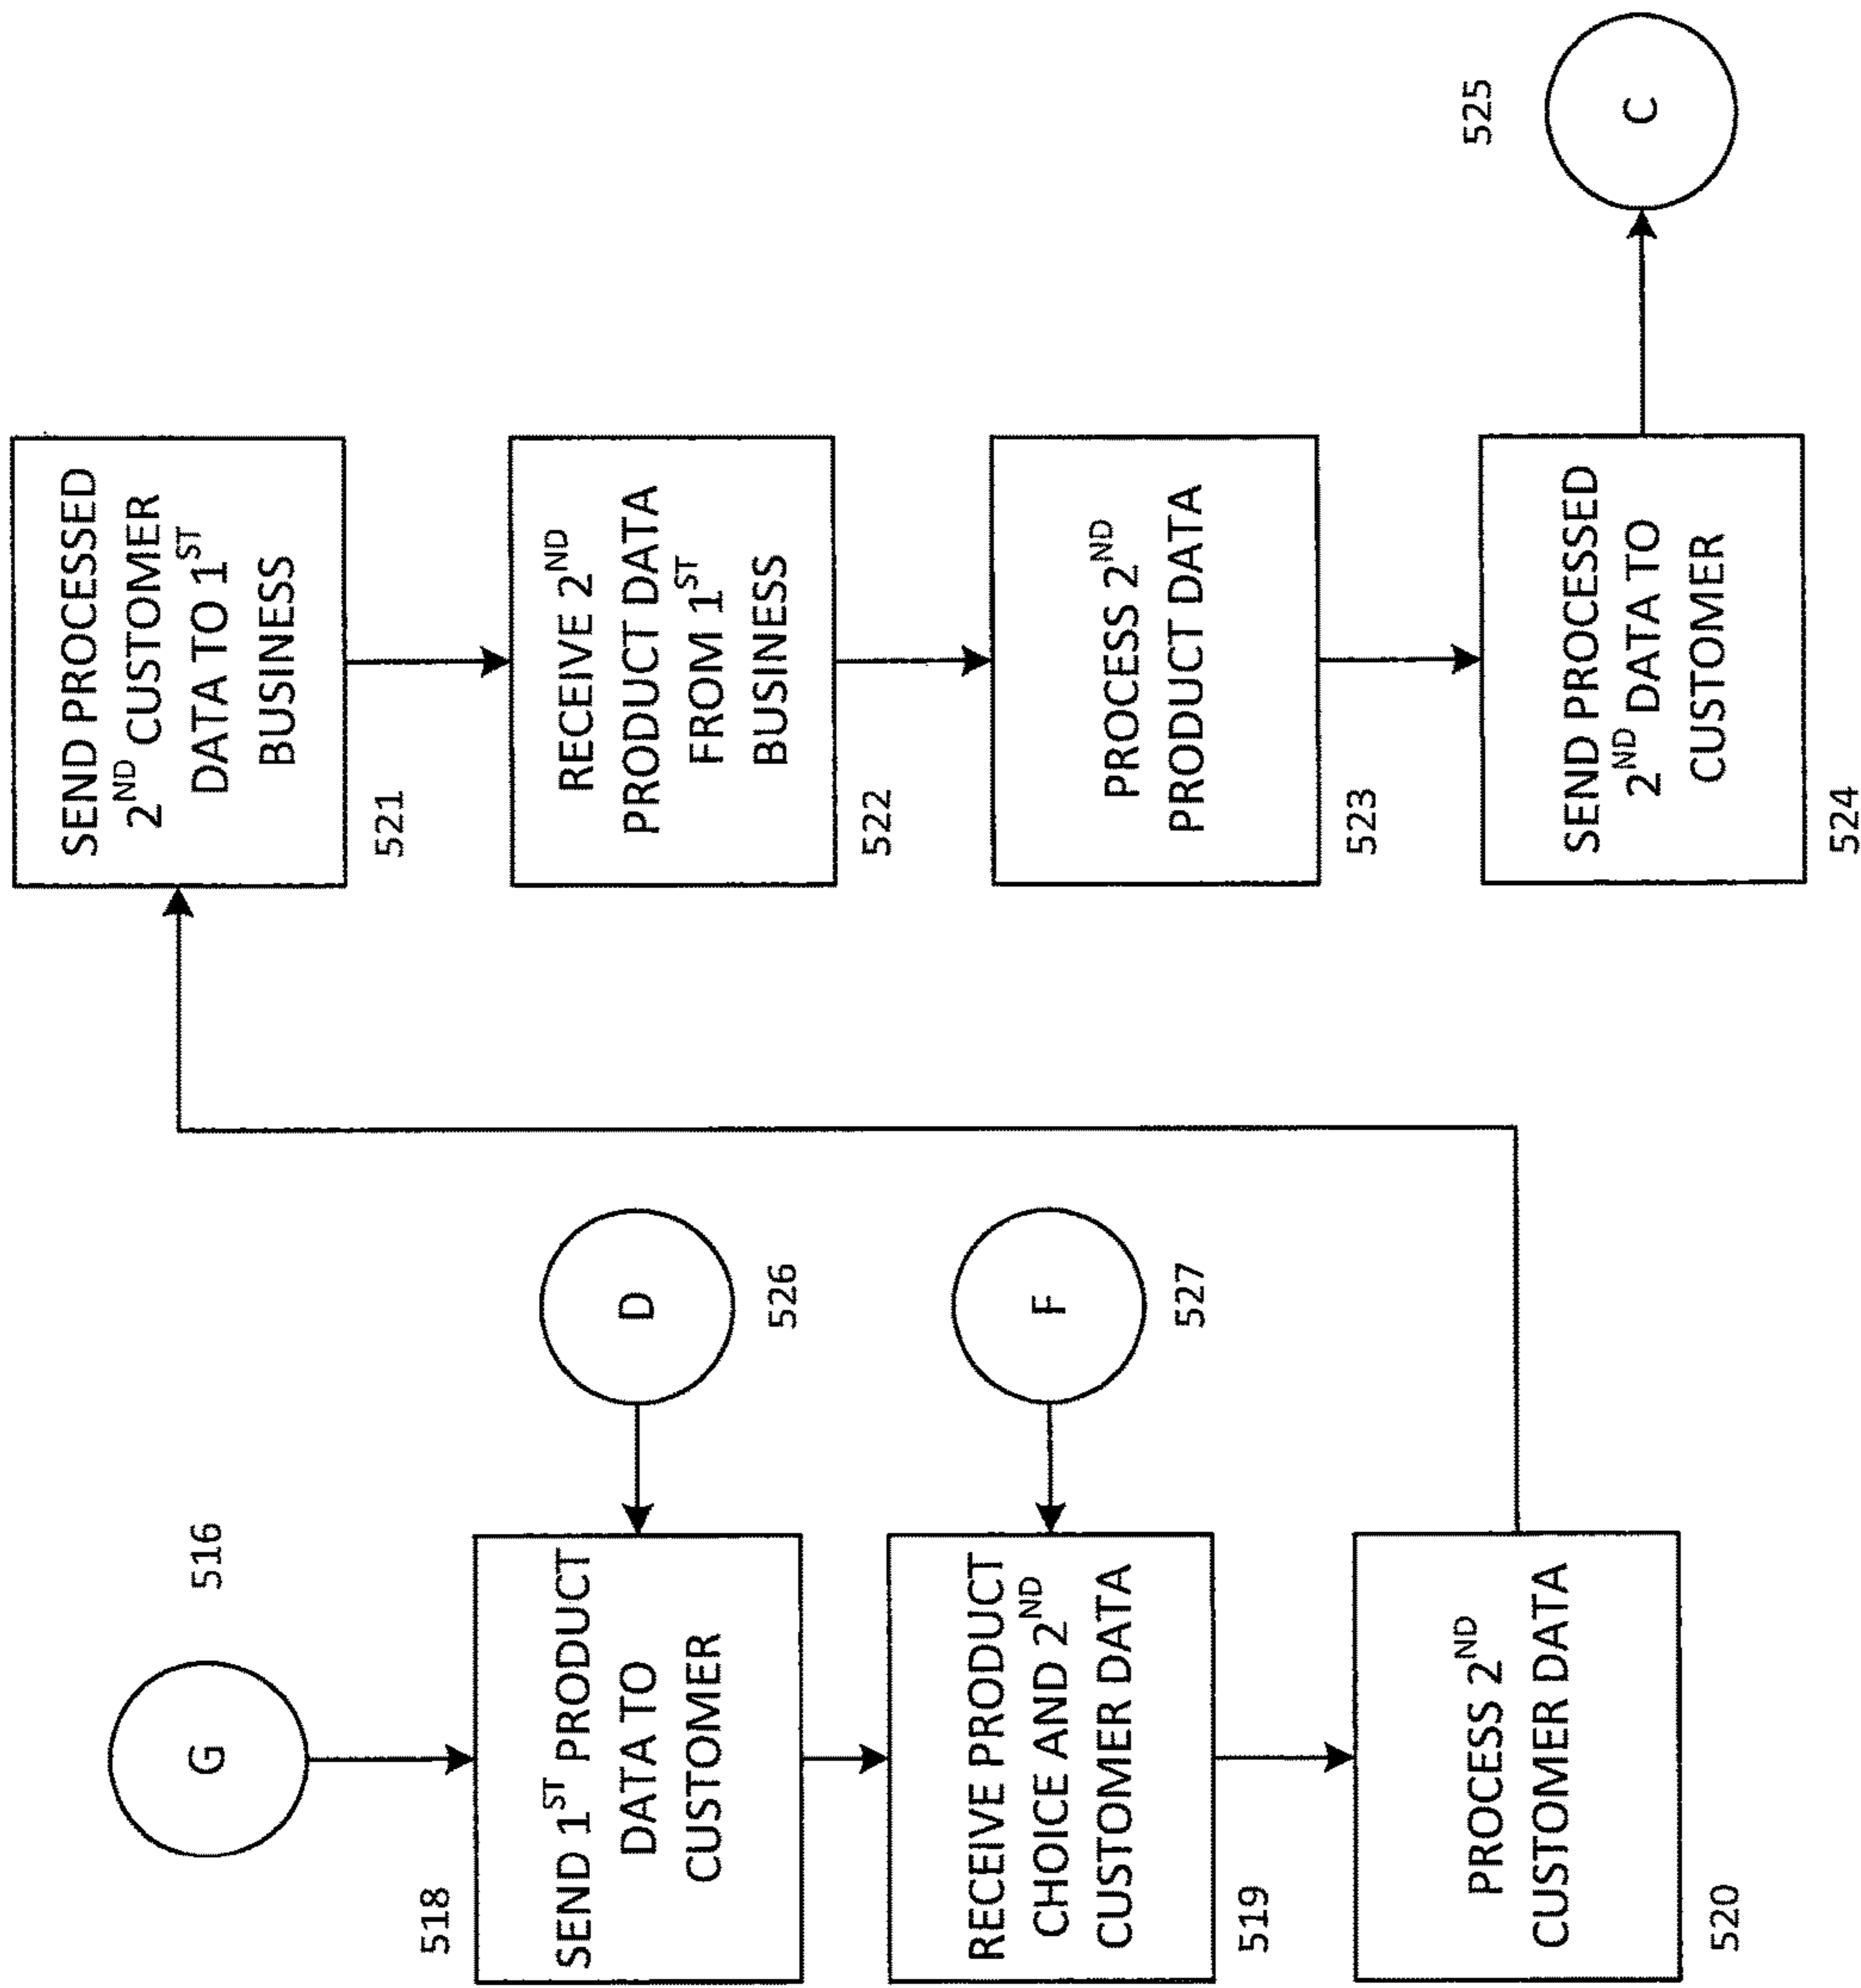 516
G
518
SEND 1ST PRODUCT
DATA TO
CUSTOMER
D
526
RECEIVE PRODUCT
CHOICE AND 2ND
CUSTOMER DATA
519
F
527
PROCESS 2ND
CUSTOMER DATA
520
SEND PROCESSED
2ND CUSTOMER
DATA TO 1ST
BUSINESS
521
RECEIVE 2ND
PRODUCT DATA
FROM 1ST
BUSINESS
522
PROCESS 2ND
PRODUCT DATA
523
SEND PROCESSED
2ND DATA TO
CUSTOMER
524
525
C